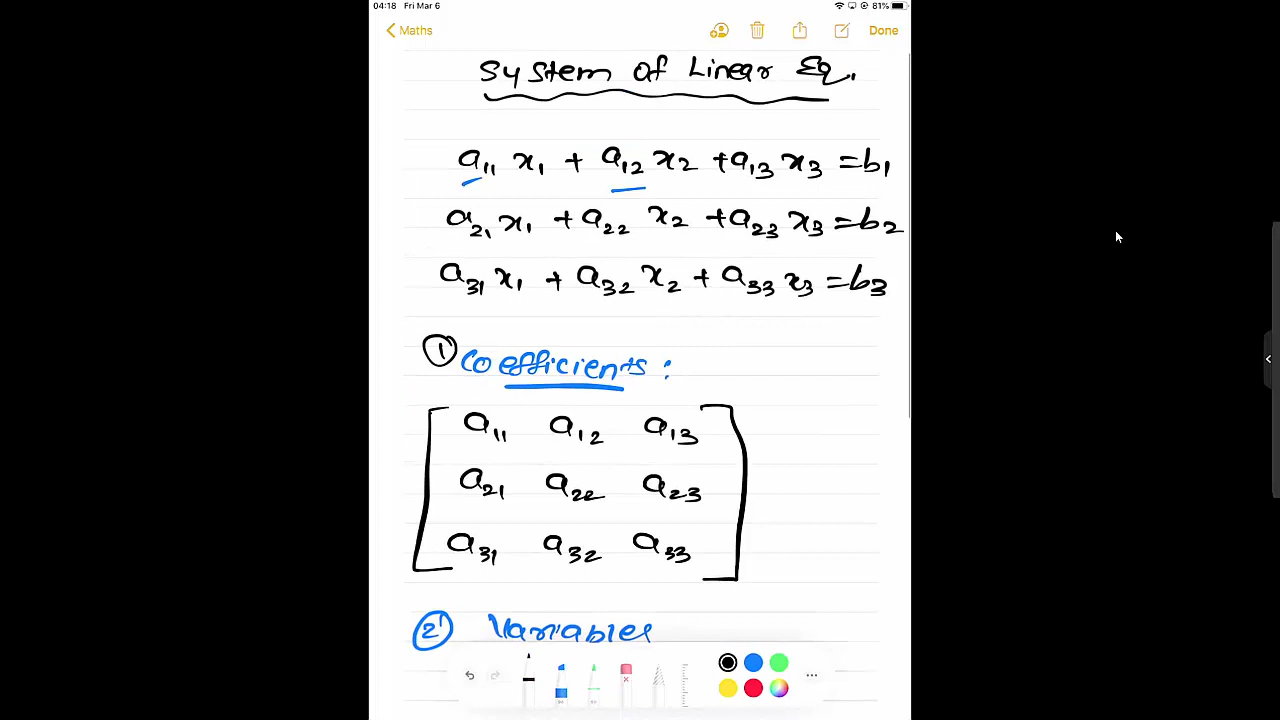 04:18 Fri Mar 6 81%
Maths Done
System of Linear Eq.
a₁₁ x₁ + a₁₂ x₂ + a₁₃ x₃ = b₁
a₂₁ x₁ + a₂₂ x₂ + a₂₃ x₃ = b₂
a₃₁ x₁ + a₃₂ x₂ + a₃₃ x₃ = b₃
① Coefficients :
a₁₁ a₁₂ a₁₃
a₂₁ a₂₂ a₂₃
a₃₁ a₃₂ a₃₃
② Variables